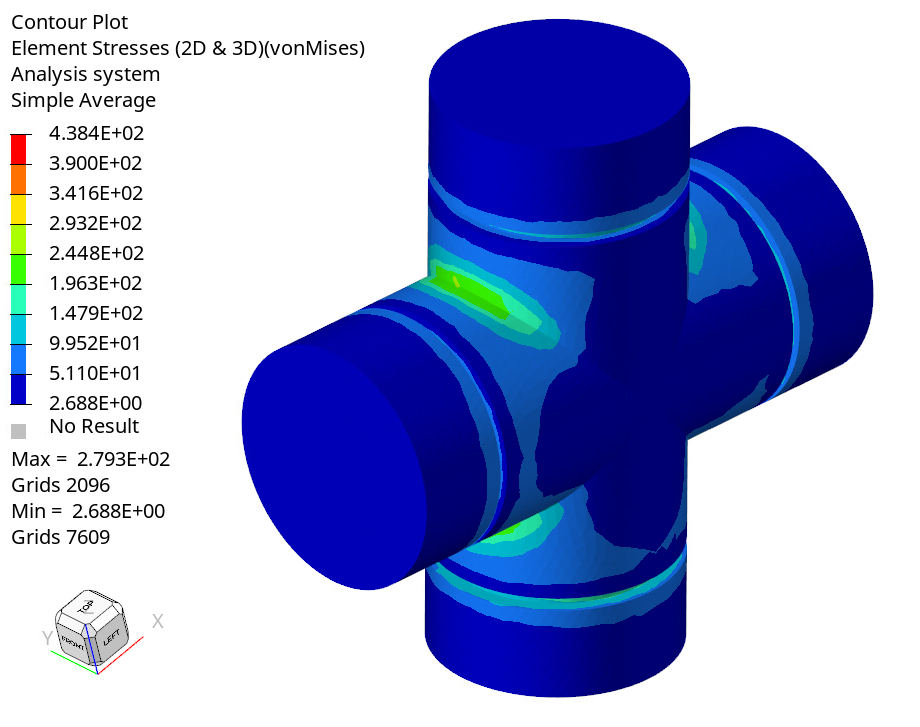 Contour Plot
Element Stresses (2D & 3D)(vonMises)
Analysis system
Simple Average
4.384E+02
3.900E+02
3.416E+02
2.932E+02
2.448E+02
1.963E+02
1.479E+02
9.952E+01
5.110E+01
2.688E+00
No Result
Max = 2.793E+02
Grids 2096
Min = 2.688E+00
Grids 7609
TOP
FRONT
LEFT
Y
X